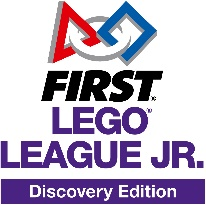 FIRST®
LEGO®
LEAGUE JR.
Discovery Edition